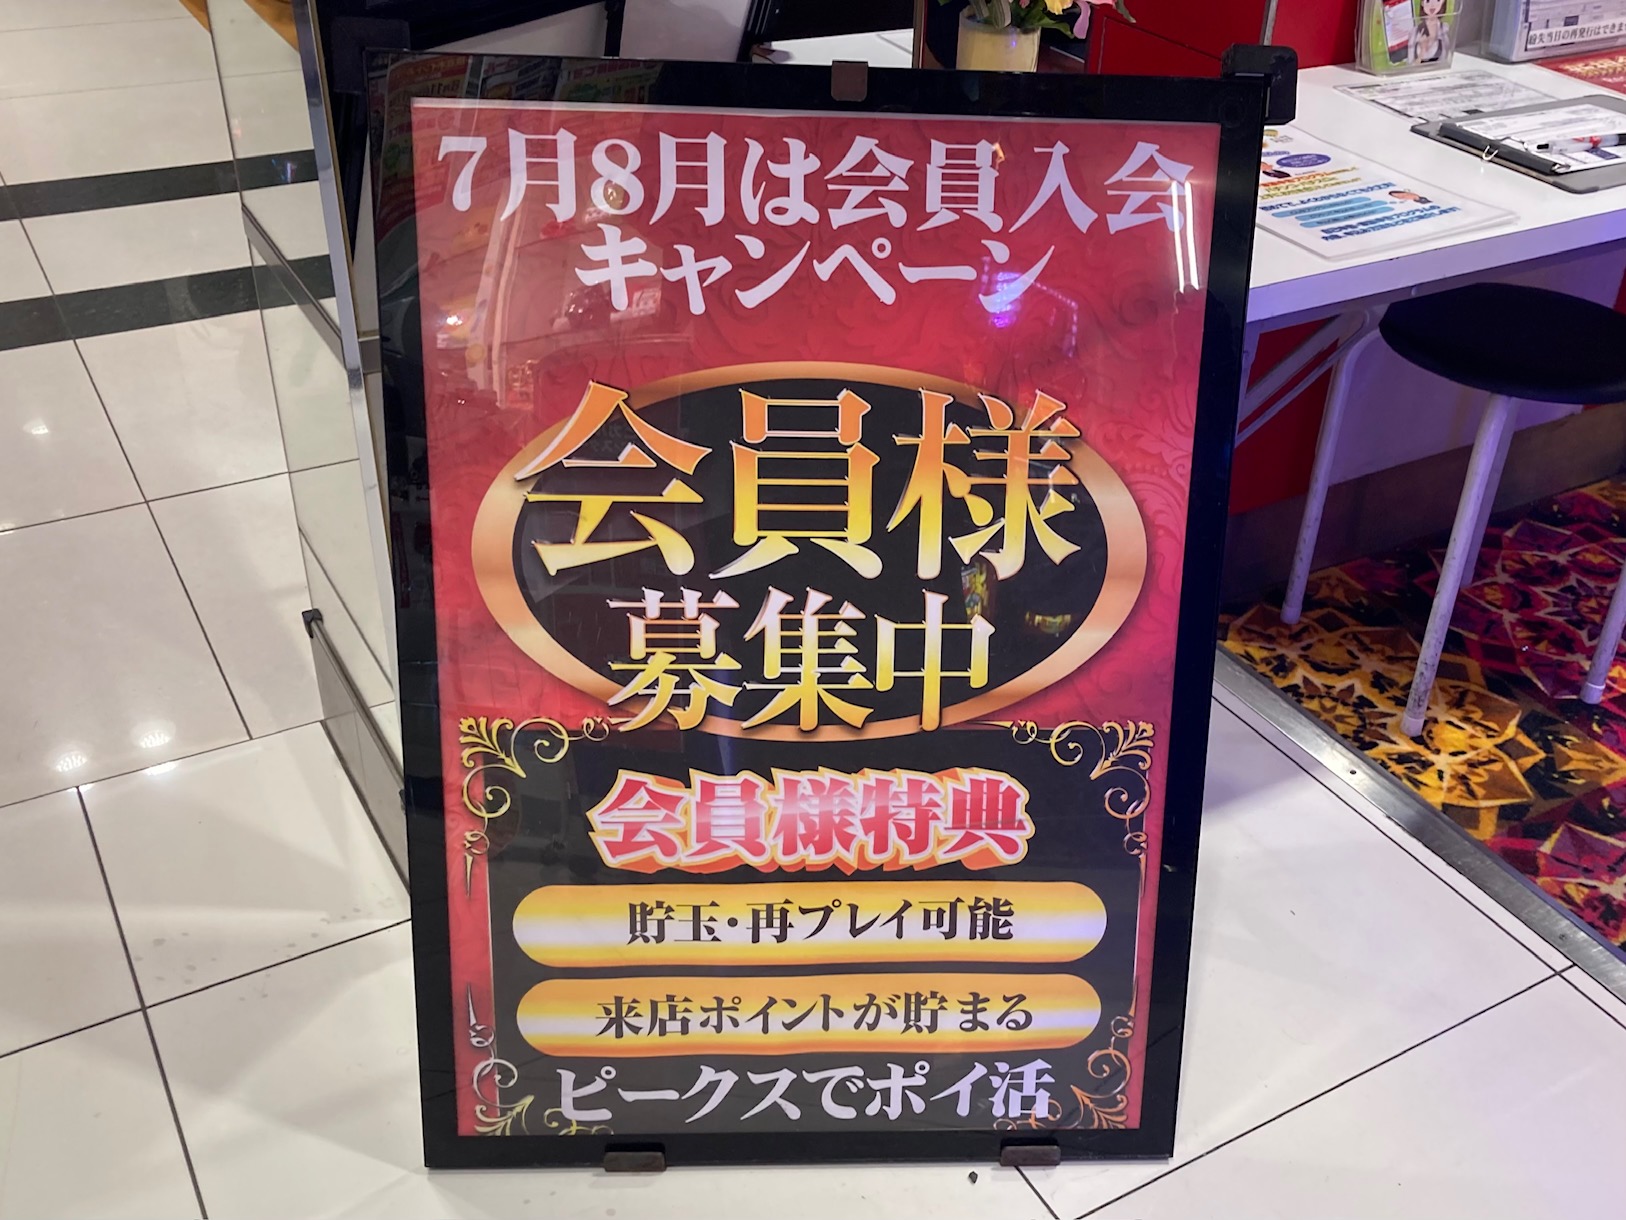 7月8月は会員入会
キャンペーン
会員様
募集中
会員様特典
貯玉・再プレイ可能
来店ポイントが貯まる
ピークスでポイ活